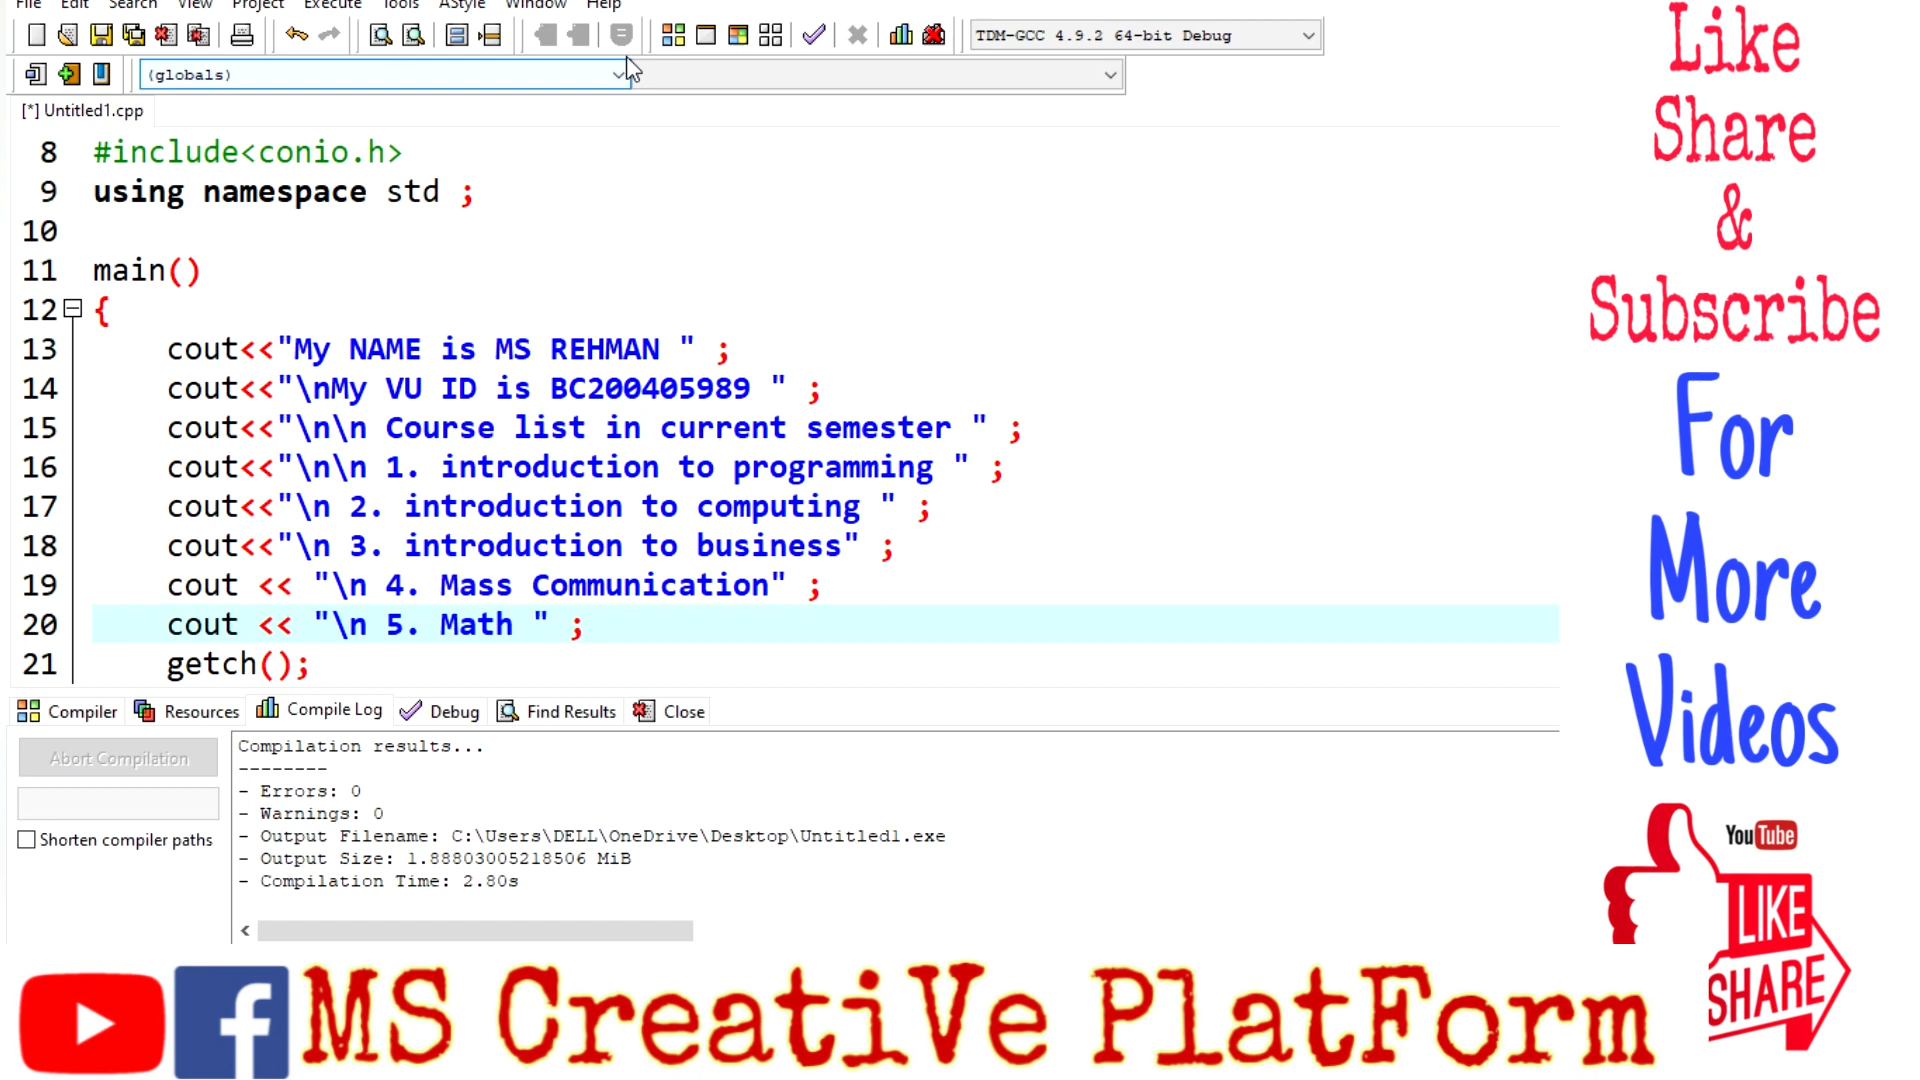 File Edit Search View Project Execute Tools AStyle Window Help
TDM-GCC 4.9.2 64-bit Debug
(globals)
[*] Untitled1.cpp
8 #include<conio.h>
9 using namespace std ;
10
11 main()
12 {
13 cout<<"My NAME is MS REHMAN " ;
14 cout<<"\nMy VU ID is BC200405989 " ;
15 cout<<"\n\n Course list in current semester " ;
16 cout<<"\n\n 1. introduction to programming " ;
17 cout<<"\n 2. introduction to computing " ;
18 cout<<"\n 3. introduction to business" ;
19 cout << "\n 4. Mass Communication" ;
20 cout << "\n 5. Math " ;
21 getch();
Compiler Resources Compile Log Debug Find Results Close
Abort Compilation
Shorten compiler paths
Compilation results...
--------
- Errors: 0
- Warnings: 0
- Output Filename: C:\Users\DELL\OneDrive\Desktop\Untitled1.exe
- Output Size: 1.88803005218506 MiB
- Compilation Time: 2.80s
Like
Share
&
Subscribe
For
More
Videos
YouTube
LIKE
SHARE
f
MS CreatiVe PlatForm